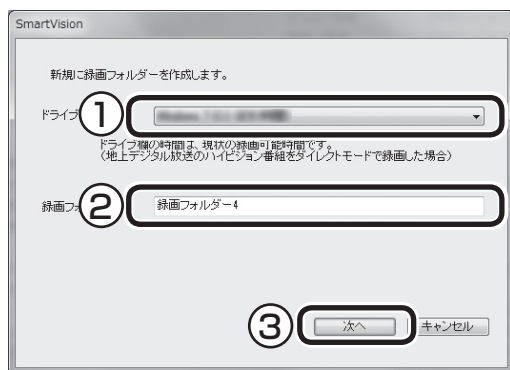 SmartVision
新規に録画フォルダーを作成します。
ドライブ
①
ドライブ欄の時間は、現状の録画可能時間です。
(地上デジタル放送のハイビジョン番組をダイレクトモードで録画した場合)
録画フォ
②
録画フォルダー4
③
次へ
キャンセル